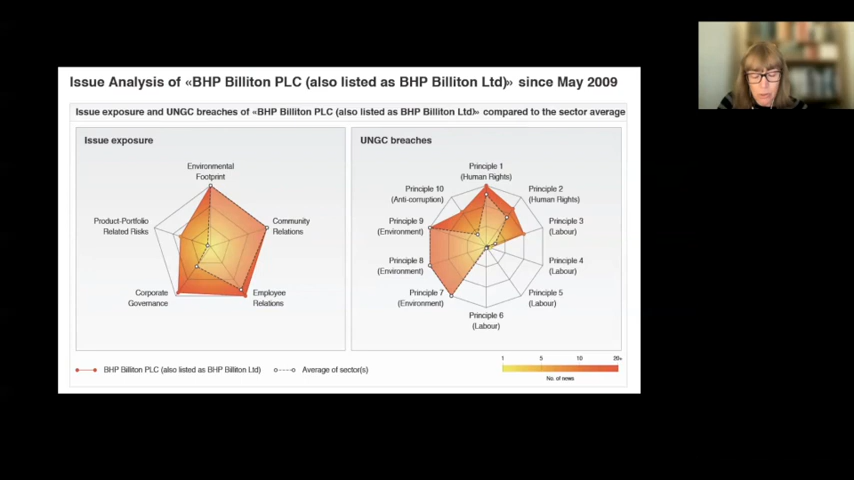 Issue Analysis of «BHP Billiton PLC (also listed as BHP Billiton Ltd)» since May 2009
Issue exposure and UNGC breaches of «BHP Billiton PLC (also listed as BHP Billiton Ltd)» compared to the sector average
Issue exposure
Environmental
Footprint
Community
Relations
Employee
Relations
Corporate
Governance
Product-Portfolio
Related Risks
UNGC breaches
Principle 1
(Human Rights)
Principle 2
(Human Rights)
Principle 3
(Labour)
Principle 4
(Labour)
Principle 5
(Labour)
Principle 6
(Labour)
Principle 7
(Environment)
Principle 8
(Environment)
Principle 9
(Environment)
Principle 10
(Anti-corruption)
BHP Billiton PLC (also listed as BHP Billiton Ltd)
Average of sector(s)
1 5 10 20+
No. of news